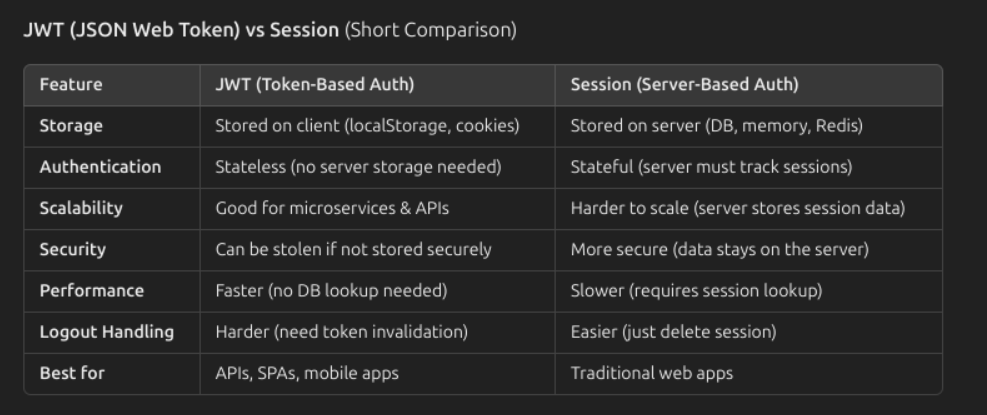 JWT (JSON Web Token) vs Session (Short Comparison)
Feature JWT (Token-Based Auth) Session (Server-Based Auth)
Storage Stored on client (localStorage, cookies) Stored on server (DB, memory, Redis)
Authentication Stateless (no server storage needed) Stateful (server must track sessions)
Scalability Good for microservices & APIs Harder to scale (server stores session data)
Security Can be stolen if not stored securely More secure (data stays on the server)
Performance Faster (no DB lookup needed) Slower (requires session lookup)
Logout Handling Harder (need token invalidation) Easier (just delete session)
Best for APIs, SPAs, mobile apps Traditional web apps